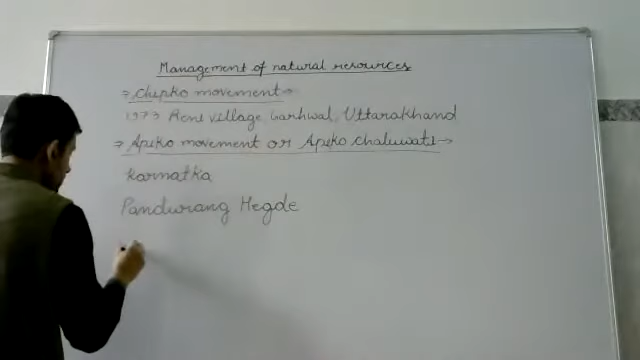 Management of natural resources
→ Chipko movement →
1973 Reni village Garhwal, Uttarakhand
→ Apiko movement or Apiko chaluwali →
Karnatka
Pandurang Hegde